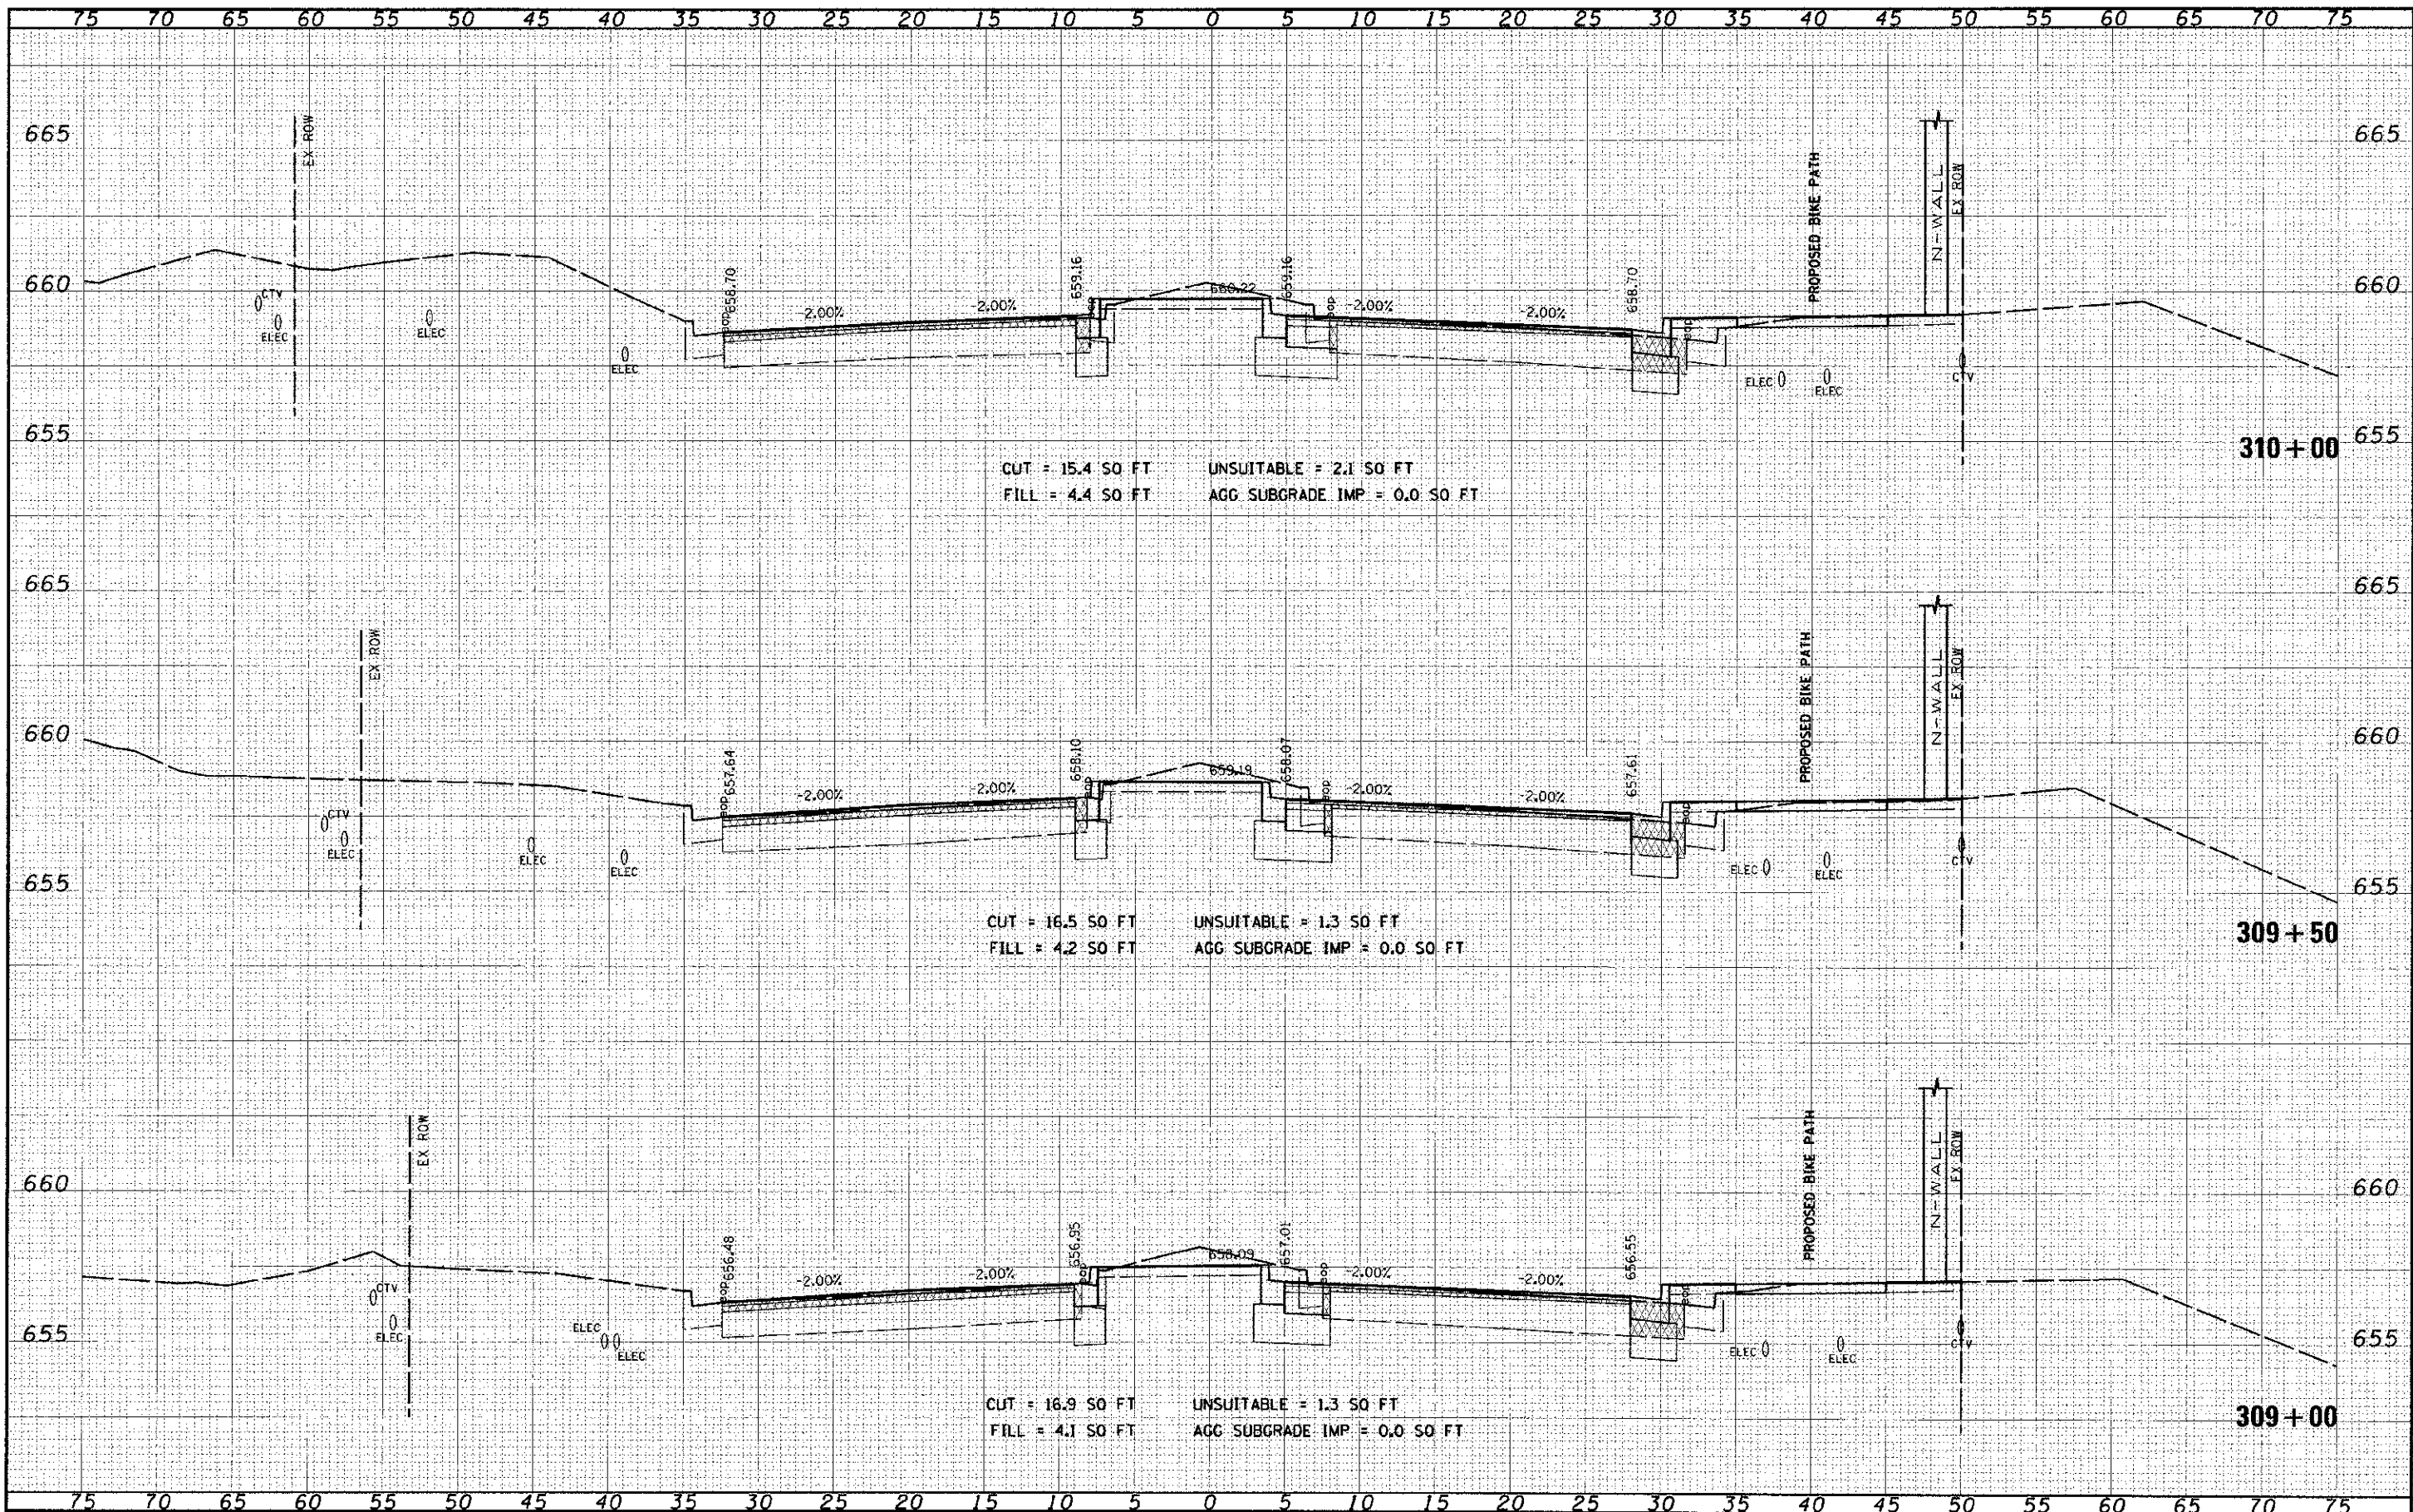 75 70 65 60 55 50 45 40 35 30 25 20 15 10 5 0 5 10 15 20 25 30 35 40 45 50 55 60 65 70 75
665 665
EX ROW
PROPOSED BIKE PATH
N-WALL
EX ROW
660 660
CTV
ELEC
ELEC
ELEC
eop
658.70
-2.00%
-2.00%
659.16
eop
660.22
659.16
eop
-2.00%
-2.00%
658.70
eop
ELEC
ELEC
CTV
655 655
310+00
CUT = 15.4 SQ FT UNSUITABLE = 2.1 SQ FT
FILL = 4.4 SQ FT AGG SUBGRADE IMP = 0.0 SQ FT
665 665
EX ROW
PROPOSED BIKE PATH
N-WALL
EX ROW
660 660
CTV
ELEC
ELEC
ELEC
eop
657.64
-2.00%
-2.00%
658.10
eop
659.19
658.07
eop
-2.00%
-2.00%
657.61
eop
ELEC
ELEC
CTV
655 655
309+50
CUT = 16.5 SQ FT UNSUITABLE = 1.3 SQ FT
FILL = 4.2 SQ FT AGG SUBGRADE IMP = 0.0 SQ FT
EX ROW
PROPOSED BIKE PATH
N-WALL
EX ROW
660 660
CTV
ELEC
ELEC
ELEC
eop
656.48
-2.00%
-2.00%
656.95
eop
658.09
657.01
eop
-2.00%
-2.00%
656.55
eop
ELEC
ELEC
CTV
655 655
309+00
CUT = 16.9 SQ FT UNSUITABLE = 1.3 SQ FT
FILL = 4.1 SQ FT AGG SUBGRADE IMP = 0.0 SQ FT
75 70 65 60 55 50 45 40 35 30 25 20 15 10 5 0 5 10 15 20 25 30 35 40 45 50 55 60 65 70 75